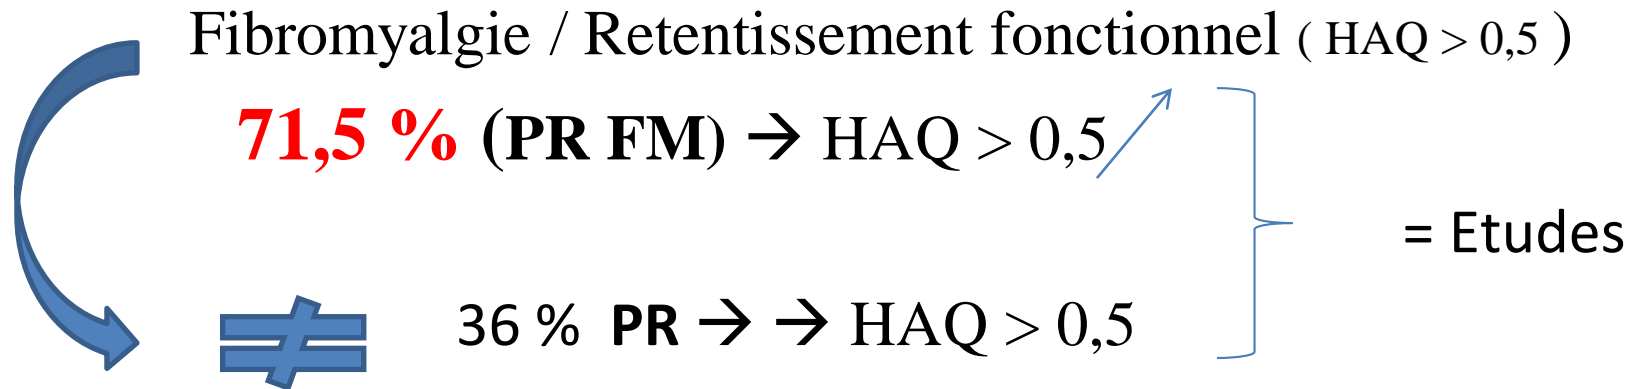 Fibromyalgie / Retentissement fonctionnel ( HAQ > 0,5 )
71,5 % (PR FM) → HAQ > 0,5
= Etudes
36 % PR → → HAQ > 0,5